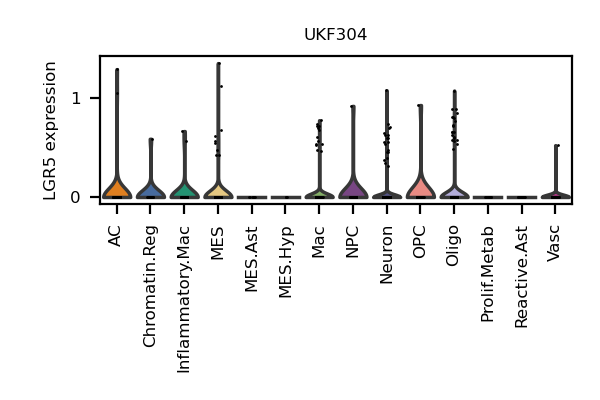 UKF304
LGR5 expression
1
0
AC
Chromatin.Reg
Inflammatory.Mac
MES
MES.Ast
MES.Hyp
Mac
NPC
Neuron
OPC
Oligo
Prolif.Metab
Reactive.Ast
Vasc